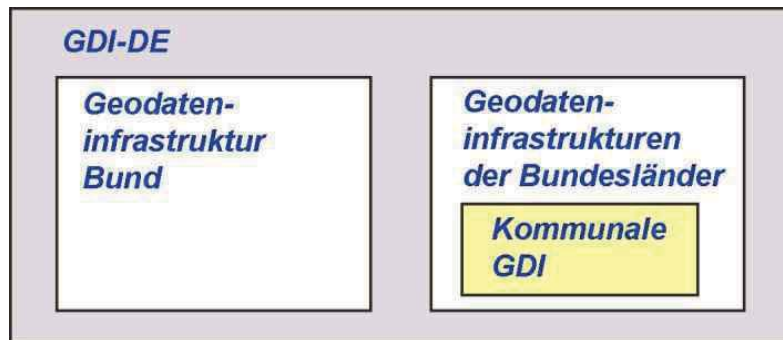 GDI-DE
Geodaten-
infrastruktur
Bund
Geodaten-
infrastrukturen
der Bundesländer
Kommunale
GDI